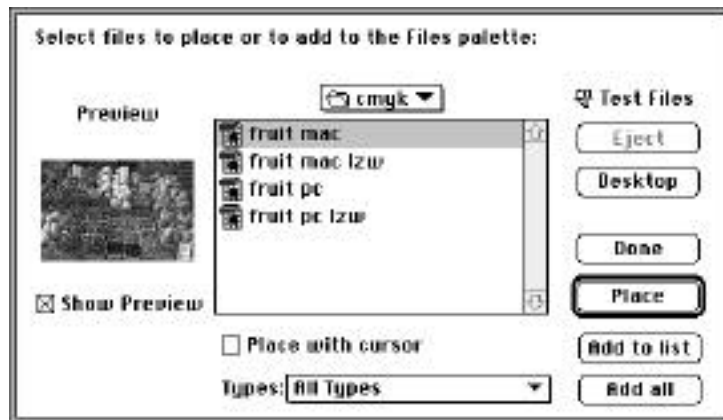 Select files to place or to add to the Files palette:
Preview
cmyk
Test Files
fruit mac
fruit mac lzw
fruit pc
fruit pc lzw
Eject
Desktop
Done
Place
Show Preview
Place with cursor
Add to list
Types: All Types
Add all